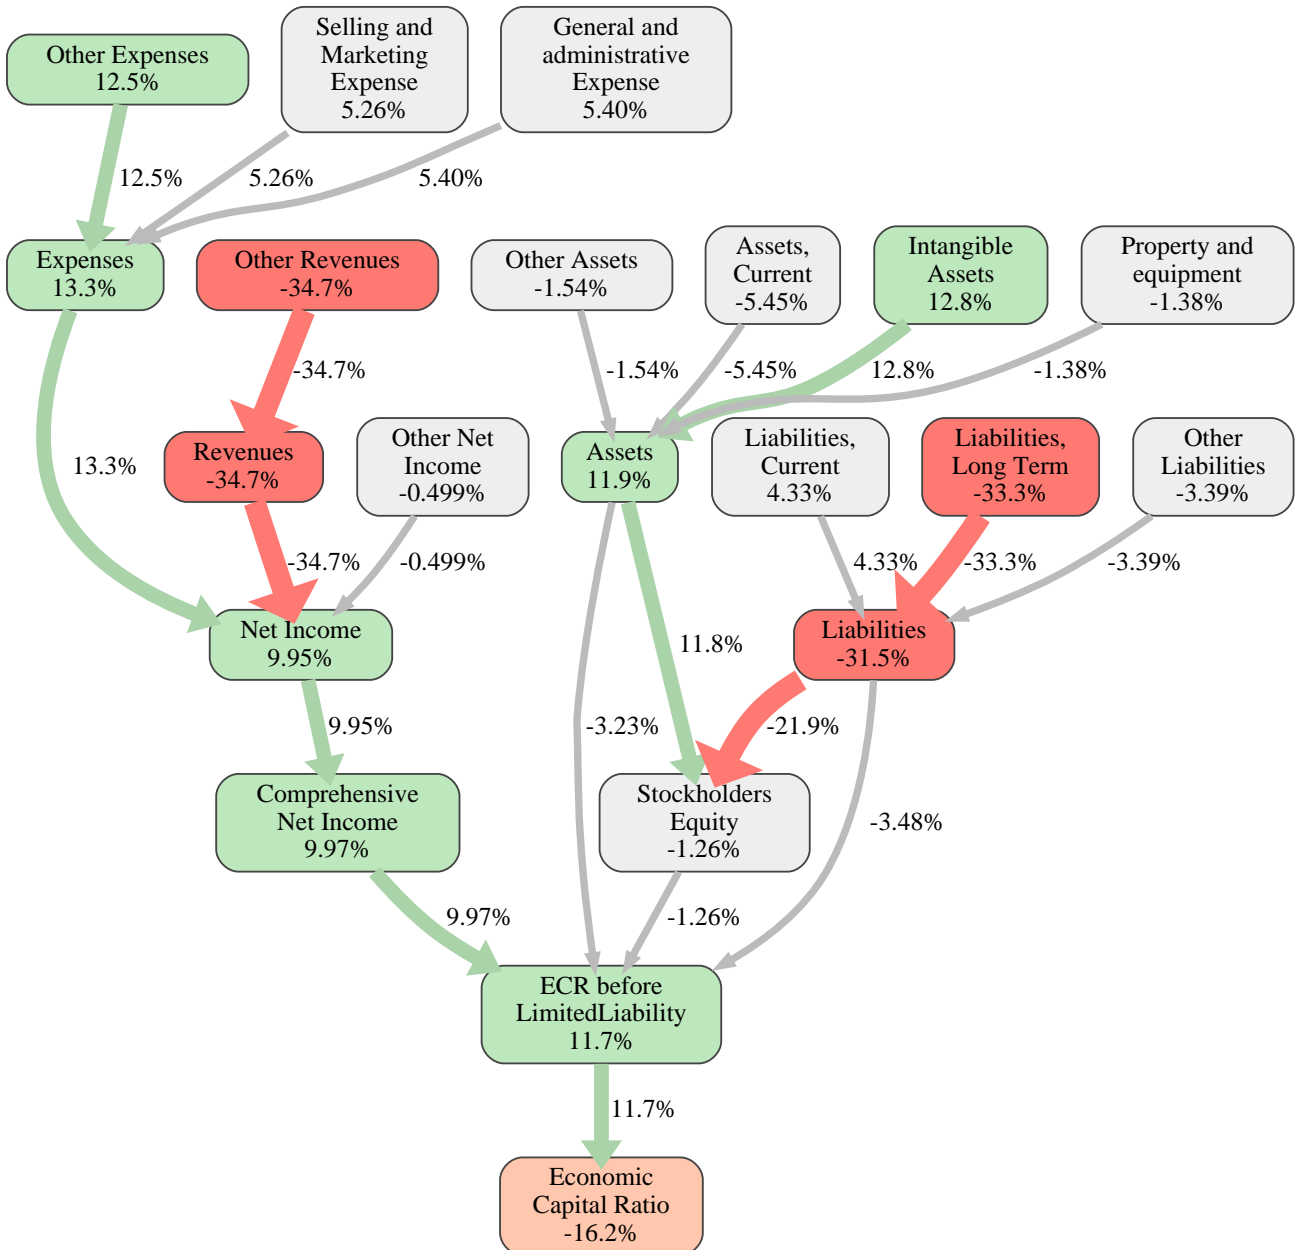 Other Expenses
12.5%
Selling and
Marketing
Expense
5.26%
General and
administrative
Expense
5.40%
12.5%
5.26%
5.40%
Expenses
13.3%
Other Revenues
-34.7%
Other Assets
-1.54%
Assets,
Current
-5.45%
Intangible
Assets
12.8%
Property and
equipment
-1.38%
-34.7%
-1.54%
-5.45%
12.8%
-1.38%
13.3%
Revenues
-34.7%
Other Net
Income
-0.499%
Assets
11.9%
Liabilities,
Current
4.33%
Liabilities,
Long Term
-33.3%
Other
Liabilities
-3.39%
-34.7%
-0.499%
4.33%
-33.3%
-3.39%
Net Income
9.95%
11.8%
Liabilities
-31.5%
9.95%
-3.23%
-21.9%
Comprehensive
Net Income
9.97%
Stockholders
Equity
-1.26%
-3.48%
9.97%
-1.26%
ECR before
LimitedLiability
11.7%
11.7%
Economic
Capital Ratio
-16.2%